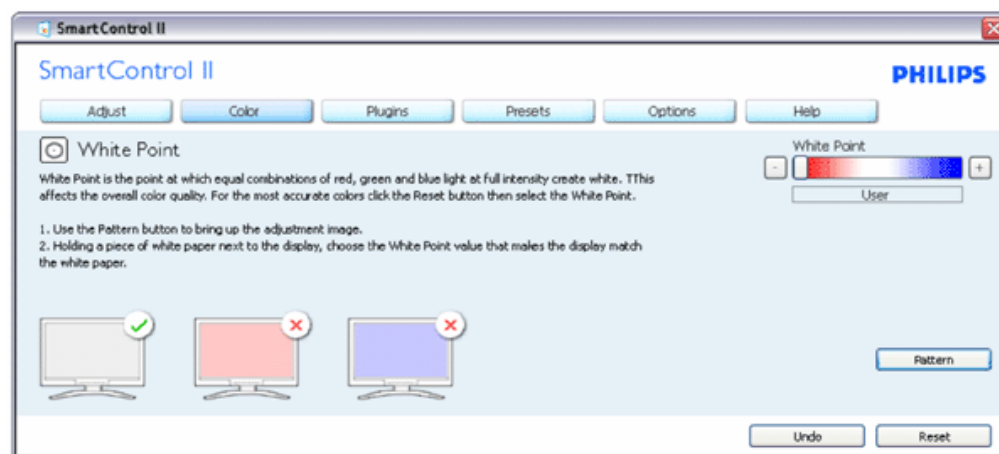 SmartControl II
SmartControl II
PHILIPS
Adjust Color Plugins Presets Options Help
White Point
White Point is the point at which equal combinations of red, green and blue light at full intensity create white. TThis
affects the overall color quality. For the most accurate colors click the Reset button then select the White Point.
1. Use the Pattern button to bring up the adjustment image.
2. Holding a piece of white paper next to the display, choose the White Point value that makes the display match
the white paper.
White Point
- +
User
Pattern
Undo Reset